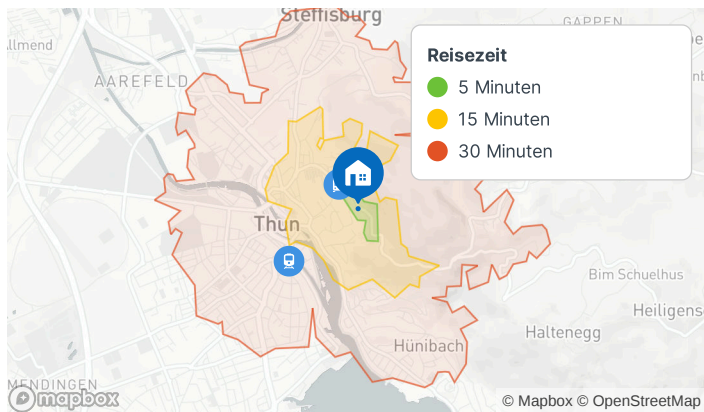 Steffisburg
GAPPEN
Allmend
AAREFELD
Reisezeit
5 Minuten
15 Minuten
30 Minuten
Thun
Bim Schuelhus
Heiligens
Haltenegg
Hünibach
MENDINGEN
mapbox
© Mapbox © OpenStreetMap